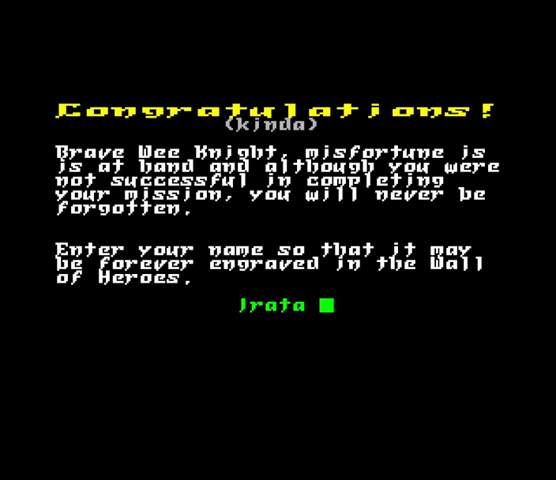 Congratulations!
(kinda)
Brave Wee Knight, misfortune is
is at hand and although you were
not successful in completing
your mission, you will never be
forgotten.
Enter your name so that it may
be forever engraved in the Wall
of Heroes.
Jrata